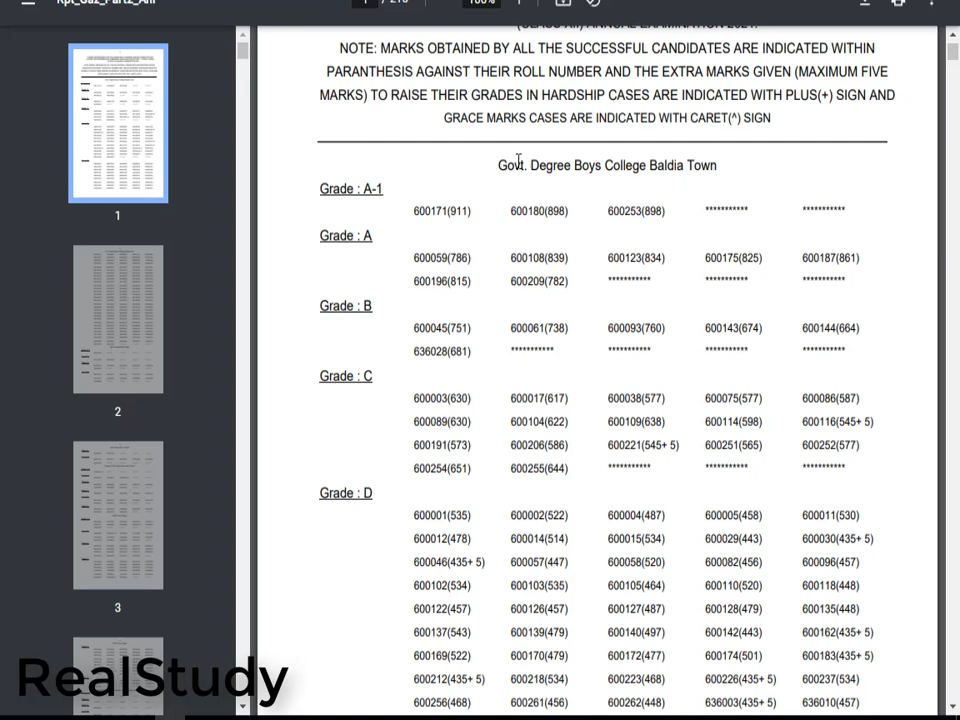 (CLASS XII) ANNUAL EXAMINATION 2021.
NOTE: MARKS OBTAINED BY ALL THE SUCCESSFUL CANDIDATES ARE INDICATED WITHIN
PARANTHESIS AGAINST THEIR ROLL NUMBER AND THE EXTRA MARKS GIVEN (MAXIMUM FIVE
MARKS) TO RAISE THEIR GRADES IN HARDSHIP CASES ARE INDICATED WITH PLUS(+) SIGN AND
GRACE MARKS CASES ARE INDICATED WITH CARET(^) SIGN
Govt. Degree Boys College Baldia Town
Grade : A-1
600171(911) 600180(898) 600253(898) *********** ***********
Grade : A
600059(786) 600108(839) 600123(834) 600175(825) 600187(861)
600196(815) 600209(782) *********** *********** ***********
Grade : B
600045(751) 600061(738) 600093(760) 600143(674) 600144(664)
636028(681) *********** *********** *********** ***********
Grade : C
600003(630) 600017(617) 600038(577) 600075(577) 600086(587)
600089(630) 600104(622) 600109(638) 600114(598) 600116(545+ 5)
600191(573) 600206(586) 600221(545+ 5) 600251(565) 600252(577)
600254(651) 600255(644) *********** *********** ***********
Grade : D
600001(535) 600002(522) 600004(487) 600005(458) 600011(530)
600012(478) 600014(514) 600015(534) 600029(443) 600030(435+ 5)
600046(435+ 5) 600057(447) 600058(520) 600082(456) 600096(457)
600102(534) 600103(535) 600105(464) 600110(520) 600118(448)
600122(457) 600126(457) 600127(487) 600128(479) 600135(448)
600137(543) 600139(479) 600140(497) 600142(443) 600162(435+ 5)
600169(522) 600170(479) 600172(477) 600174(501) 600183(435+ 5)
600212(435+ 5) 600218(534) 600223(468) 600226(435+ 5) 600237(534)
600256(468) 600261(456) 600262(448) 636003(435+ 5) 636010(457)
1
2
3
RealStudy